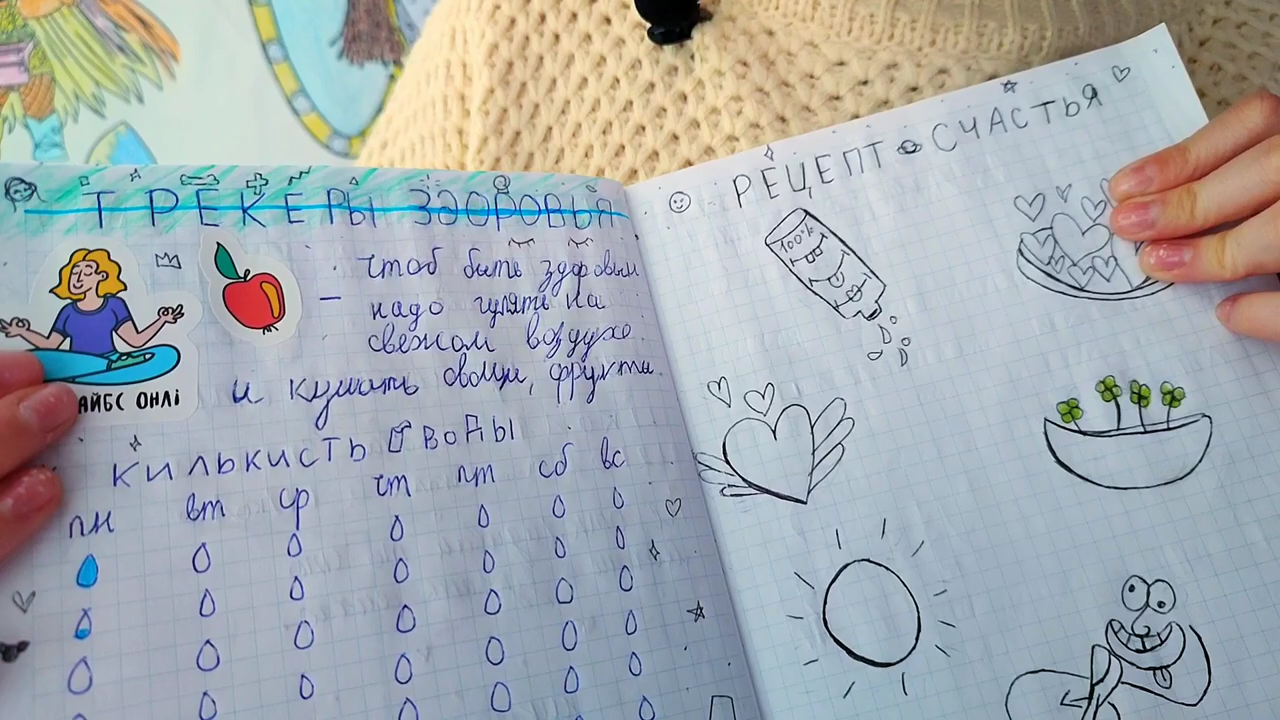 ТРЕКЕРЫ ЗДОРОВЬЯ
чтоб быть здоровым
надо гулять на
свежом воздухе.
и кушать овощи, фрукты.
АЙБС ОНЛІ
КИЛЬКИСТЬ ВОДЫ
пн вт ср чт пт сб вс
РЕЦЕПТ СЧАСТЬЯ
100%